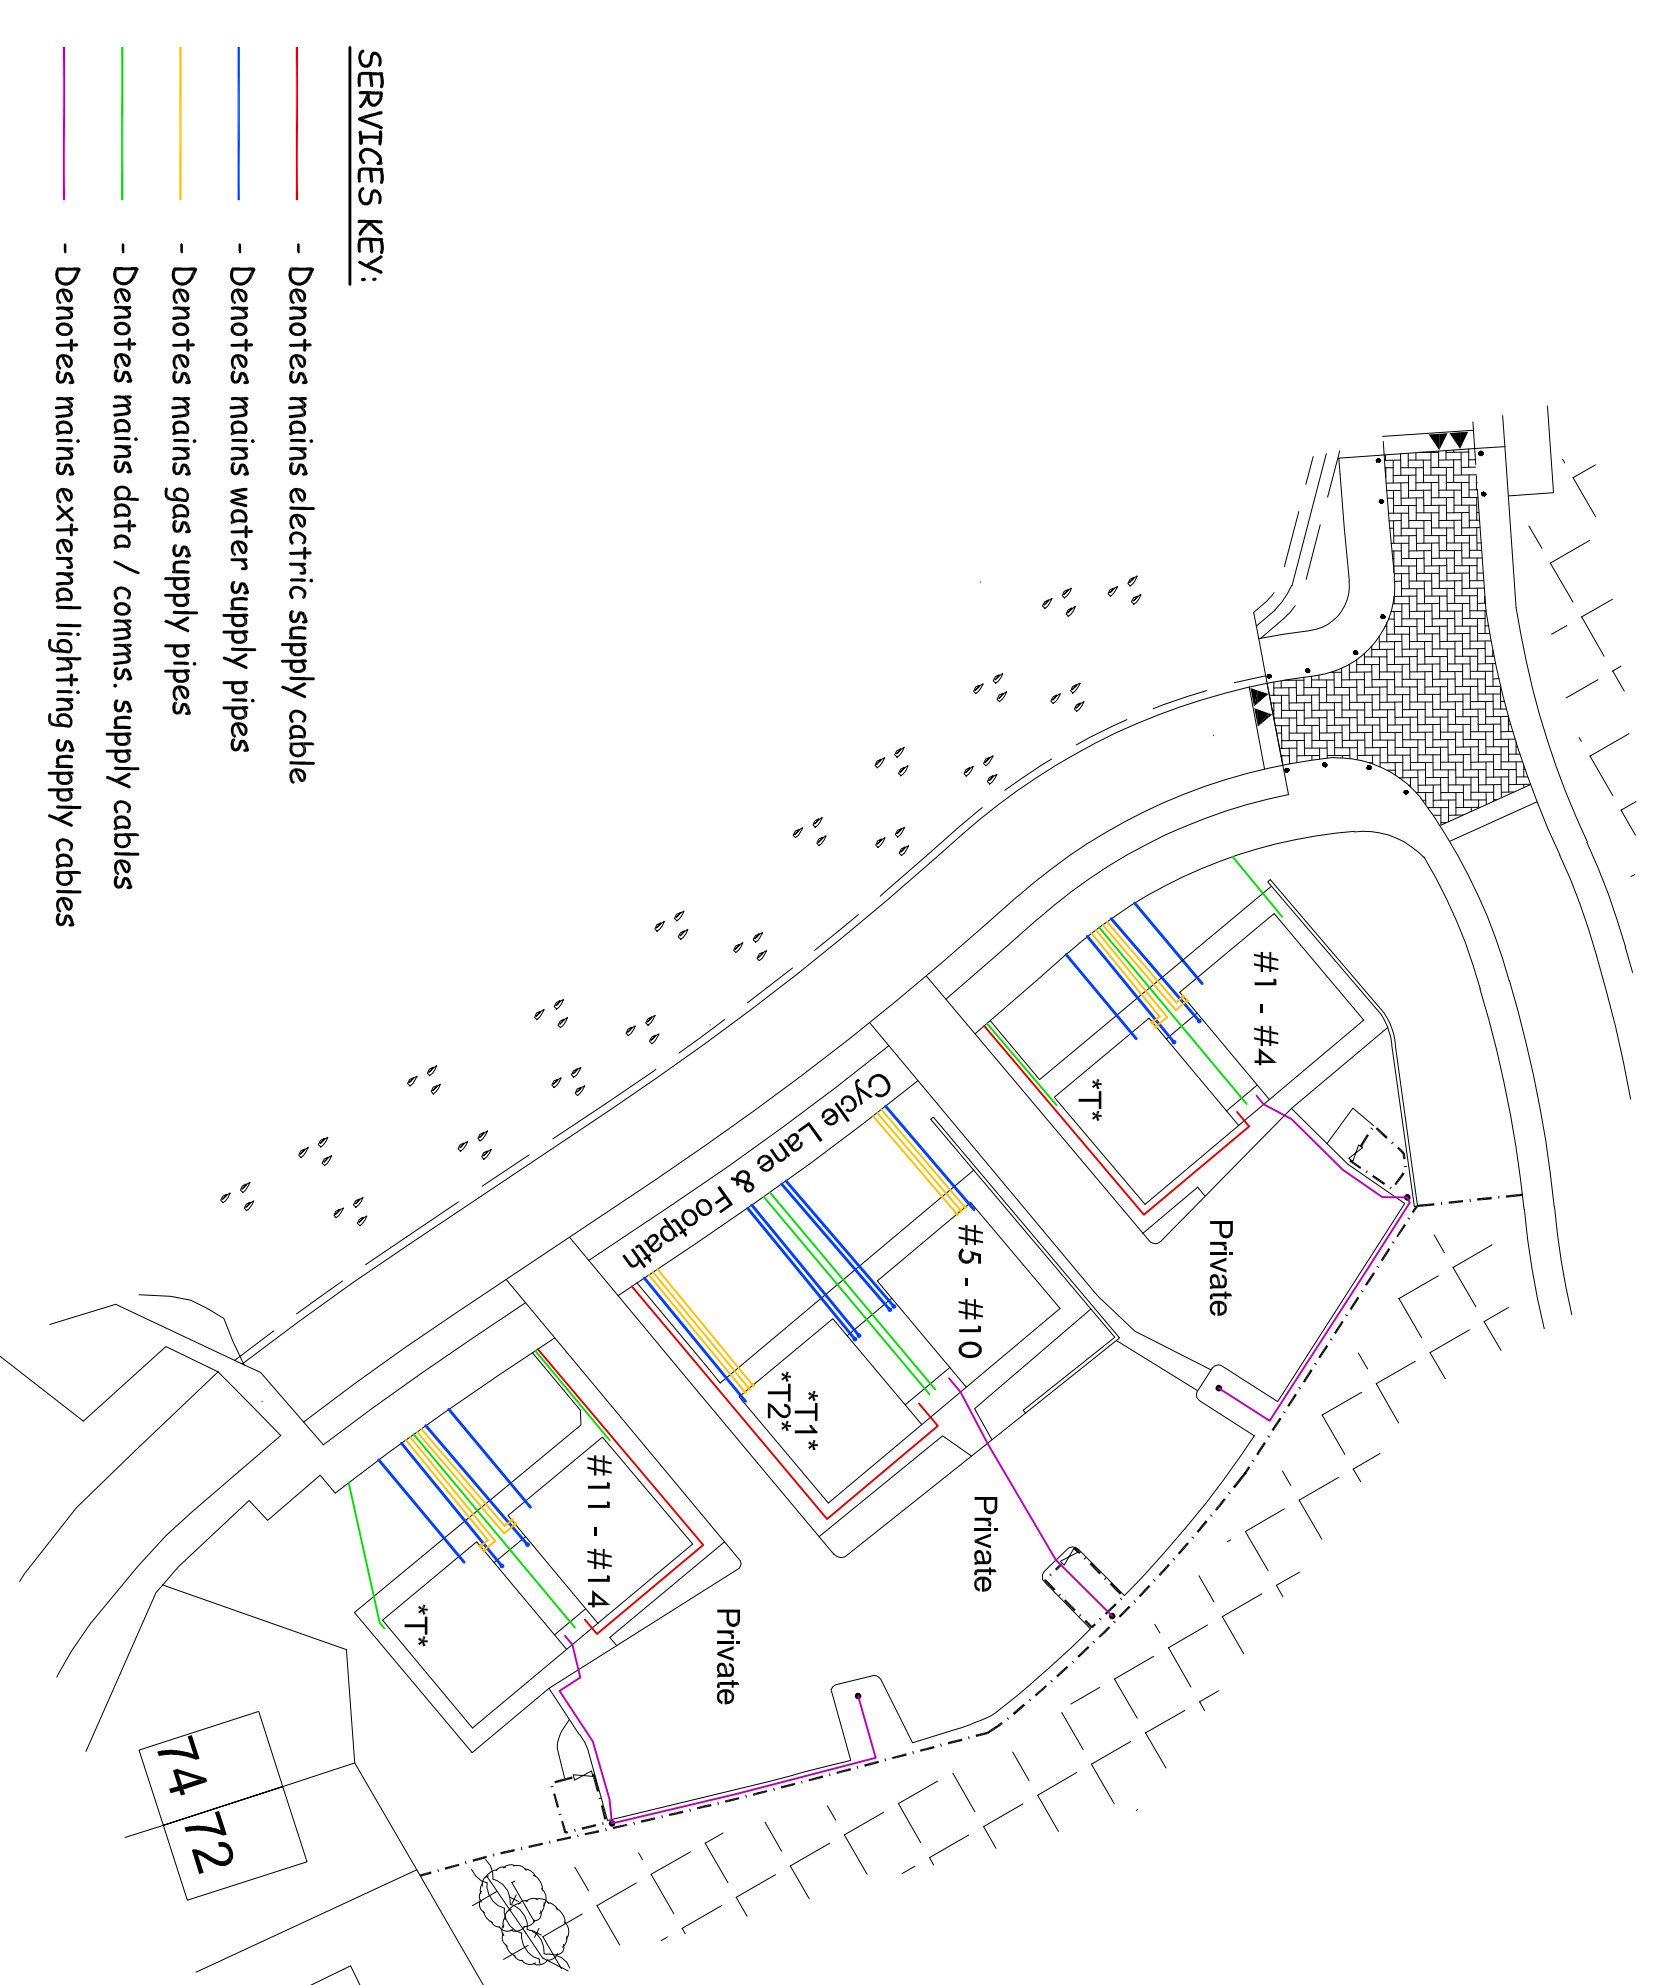 SERVICES KEY:
- Denotes mains electric supply cable
- Denotes mains water supply pipes
- Denotes mains gas supply pipes
- Denotes mains data / comms. supply cables
- Denotes mains external lighting supply cables
#1 - #4
*T*
Private
Cycle Lane & Footpath
#5 - #10
*T1*
*T2*
Private
#11 - #14
*T*
Private
74
72